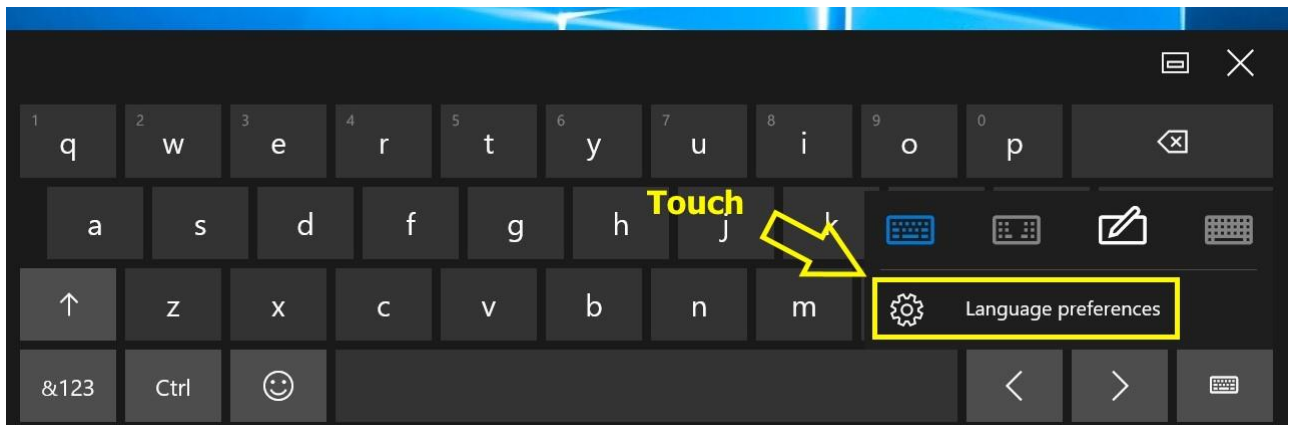 1 q 2 w 3 e 4 r 5 t 6 y 7 u 8 i 9 o 0 p
a s d f g h Touch j k
z x c v b n m Language preferences
&123 Ctrl